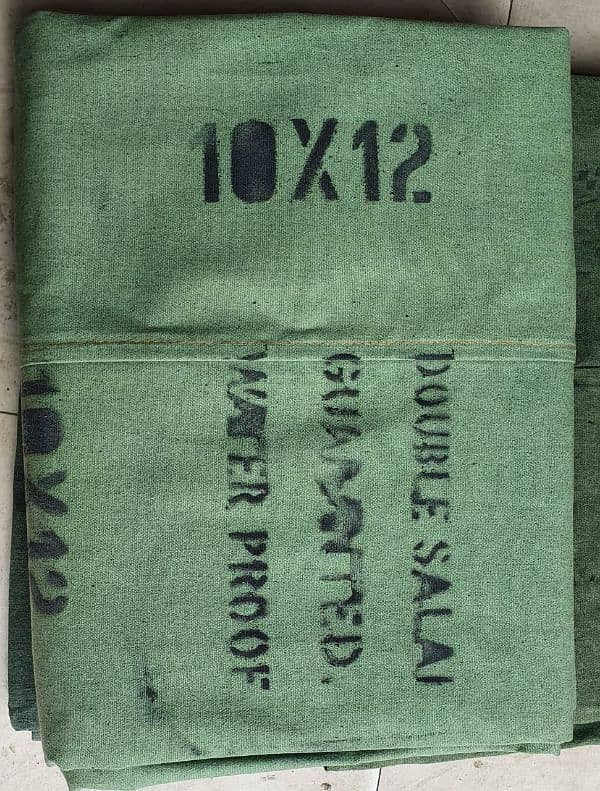 10X12
DOUBLE SALAI
GUARANTED.
WATER PROOF
10X12